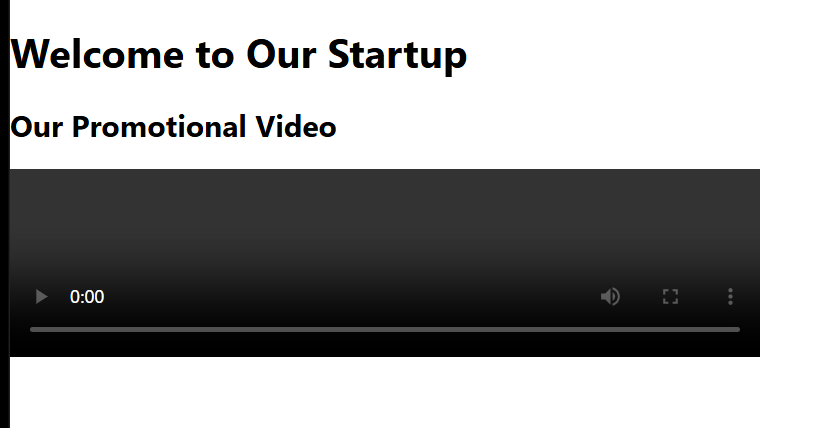 Welcome to Our Startup
Our Promotional Video
0:00